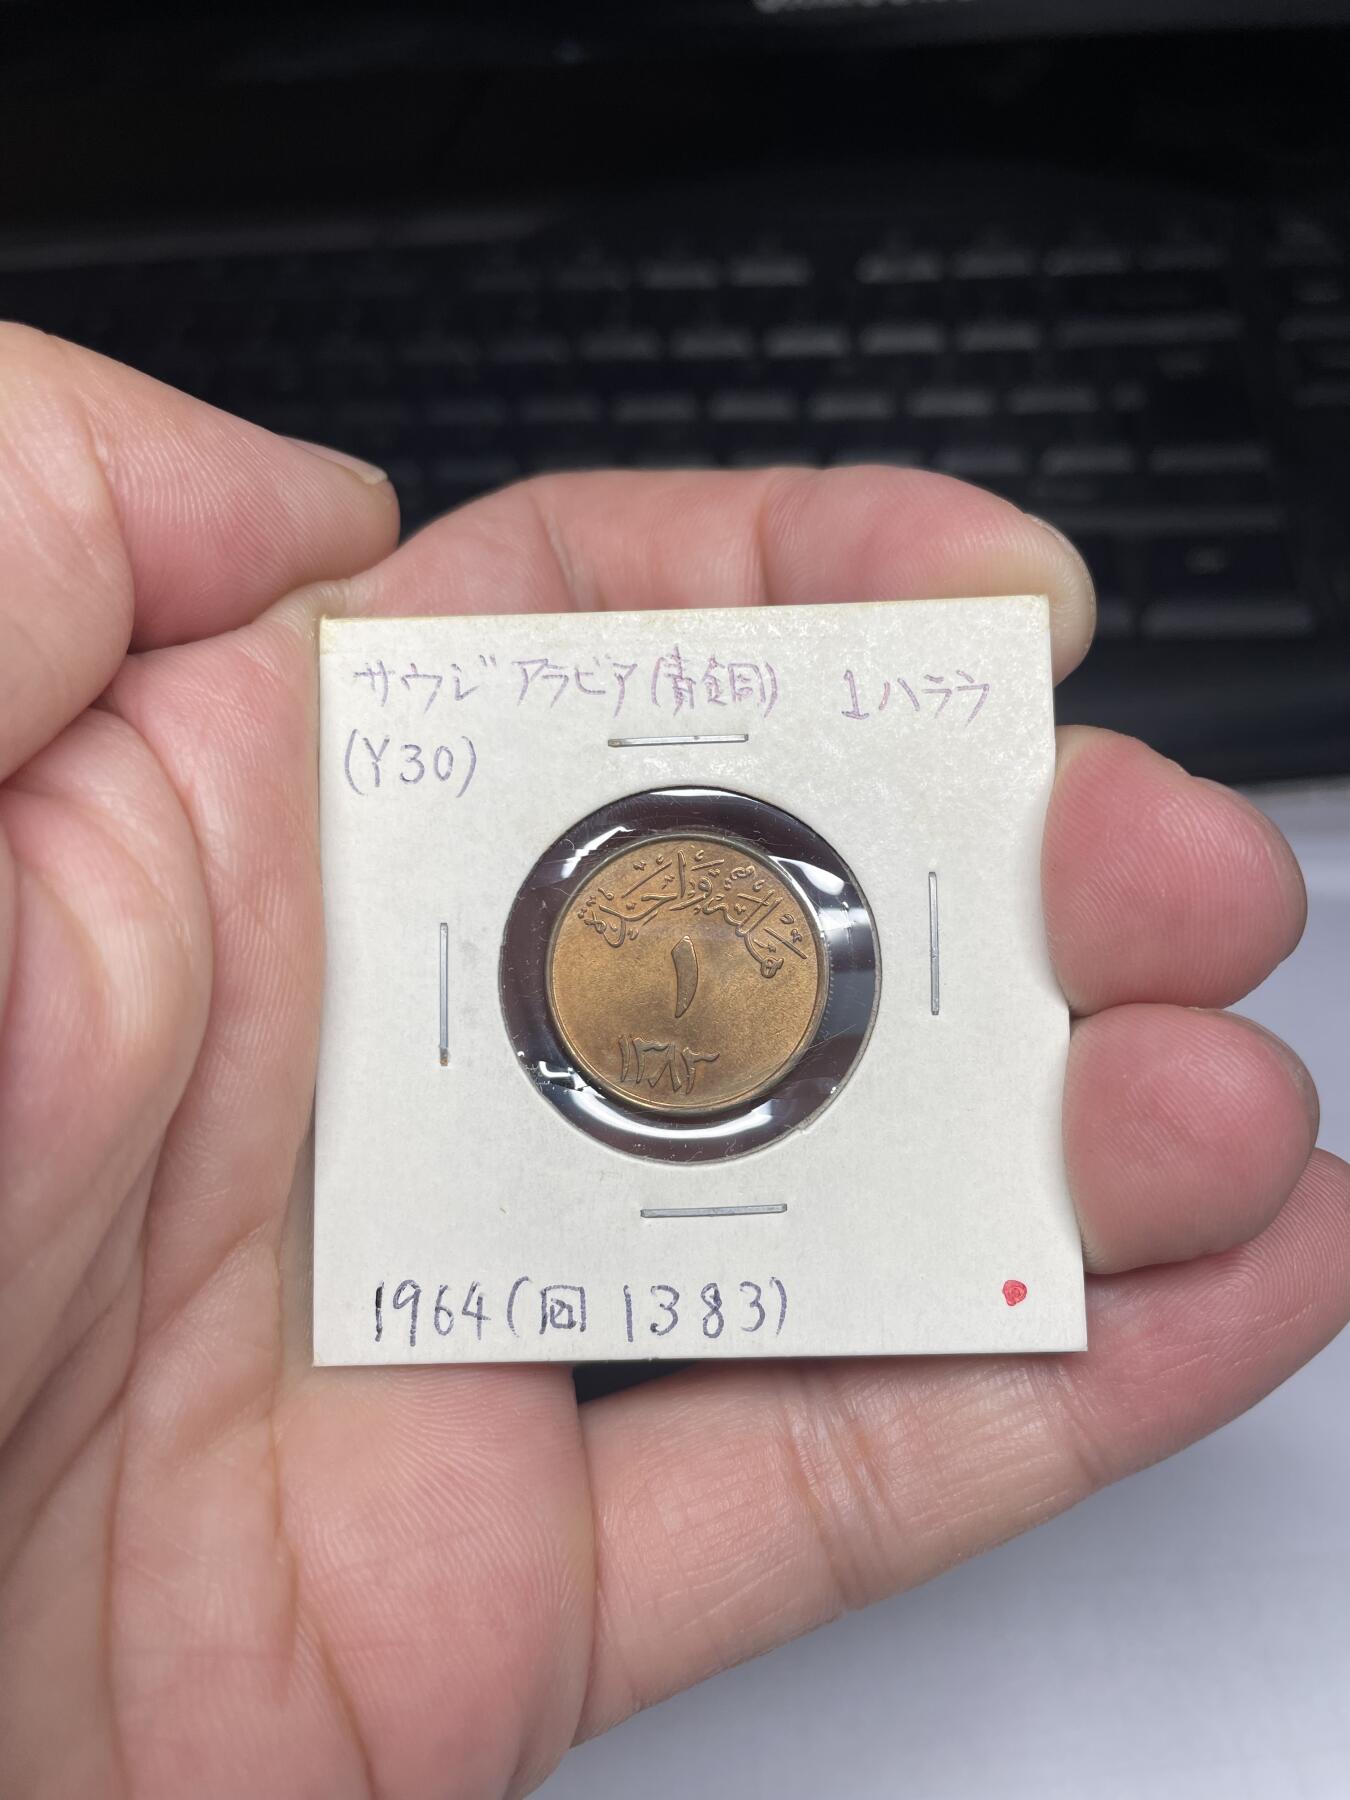 サウジアラビア(青銅) 1ハララ
(Y30)
هللة واحدة
١
١٣٨٣
1964(回1383)